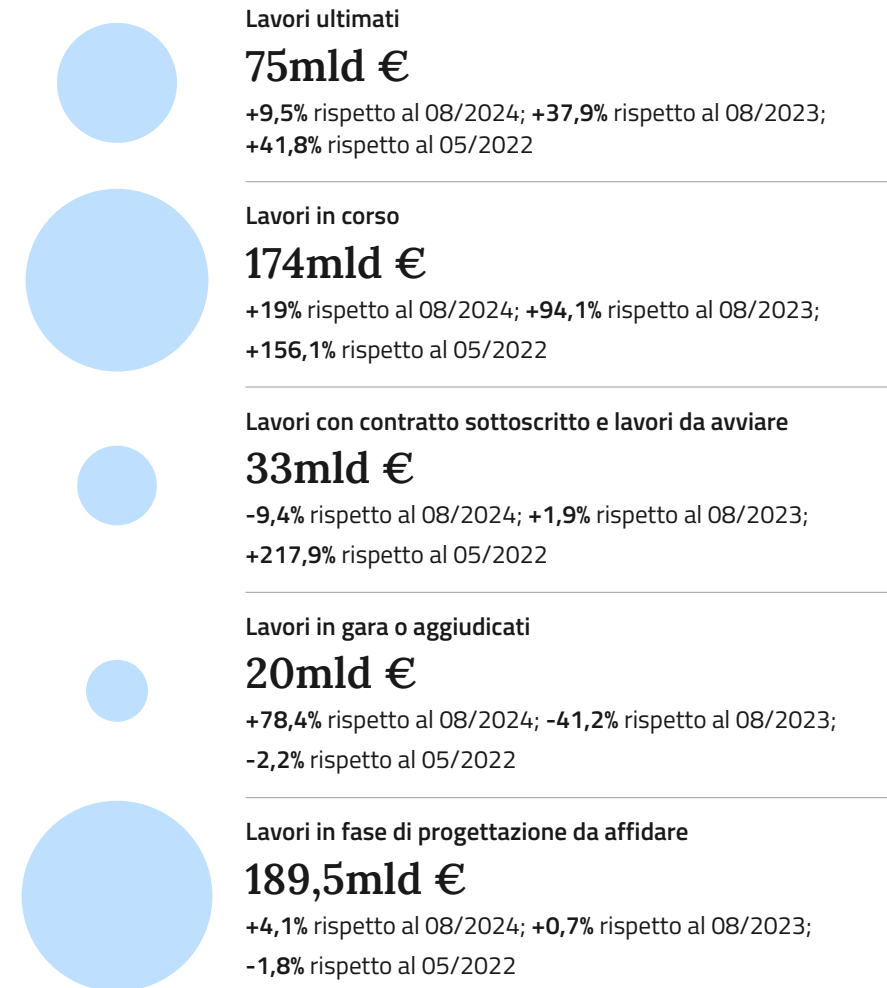 Lavori ultimati
75mld €
+9,5% rispetto al 08/2024; +37,9% rispetto al 08/2023;
+41,8% rispetto al 05/2022
Lavori in corso
174mld €
+19% rispetto al 08/2024; +94,1% rispetto al 08/2023;
+156,1% rispetto al 05/2022
Lavori con contratto sottoscritto e lavori da avviare
33mld €
-9,4% rispetto al 08/2024; +1,9% rispetto al 08/2023;
+217,9% rispetto al 05/2022
Lavori in gara o aggiudicati
20mld €
+78,4% rispetto al 08/2024; -41,2% rispetto al 08/2023;
-2,2% rispetto al 05/2022
Lavori in fase di progettazione da affidare
189,5mld €
+4,1% rispetto al 08/2024; +0,7% rispetto al 08/2023;
-1,8% rispetto al 05/2022